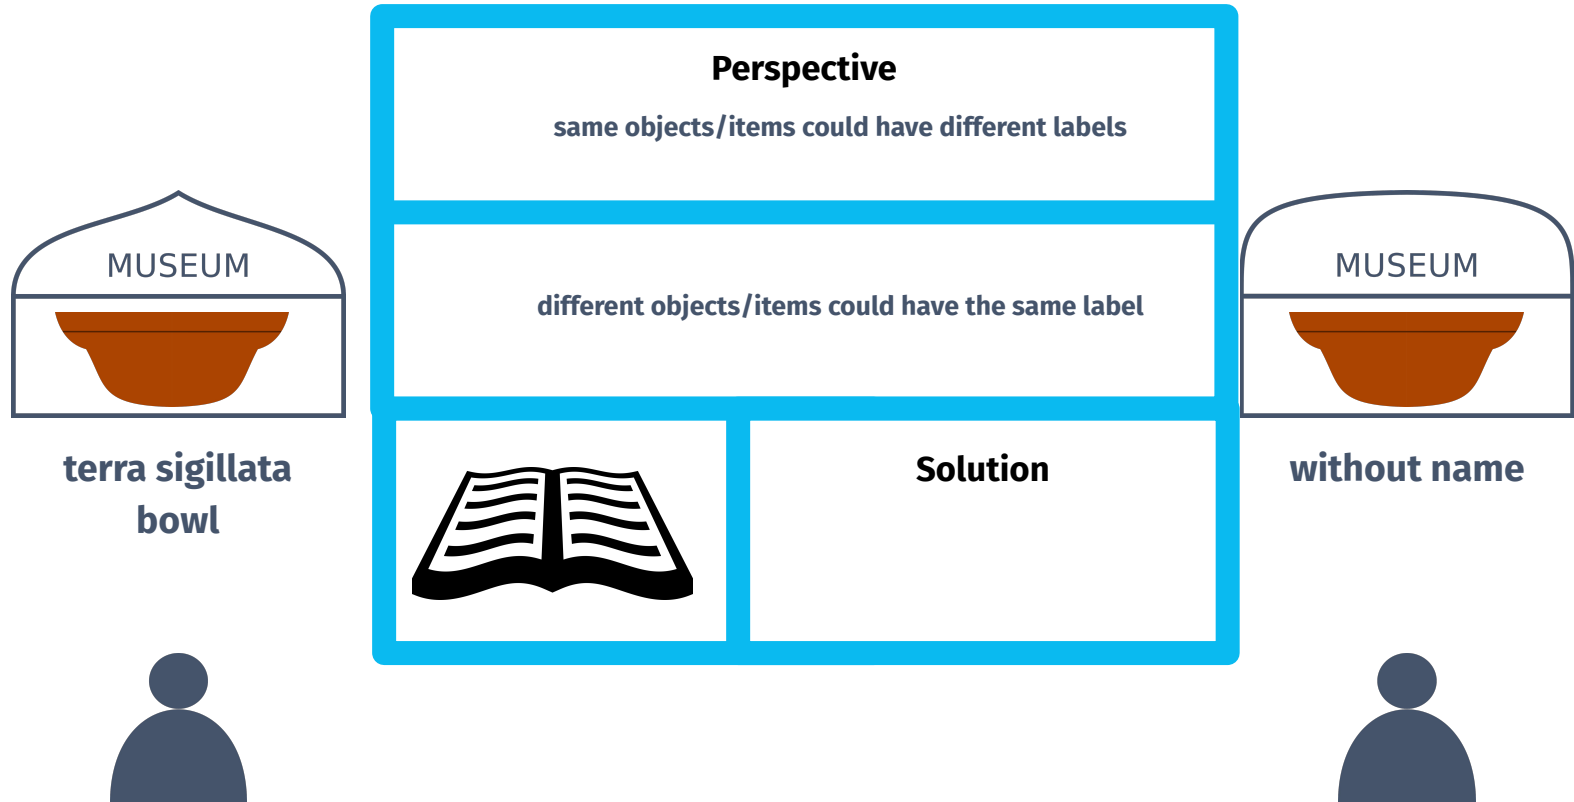 Perspective
same objects/items could have different labels
MUSEUM
MUSEUM
different objects/items could have the same label
terra sigillata
bowl
Solution
without name